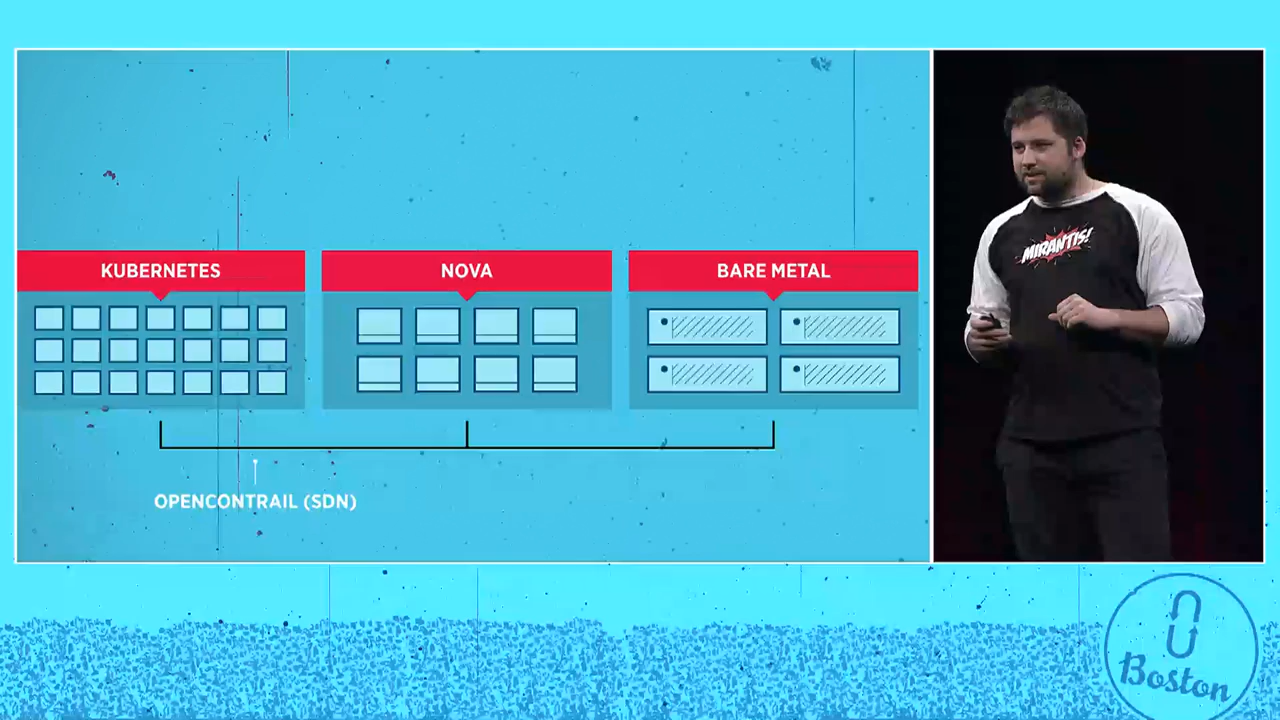 KUBERNETES
NOVA
BARE METAL
OPENCONTRAIL (SDN)
MIRANTIS!
Boston